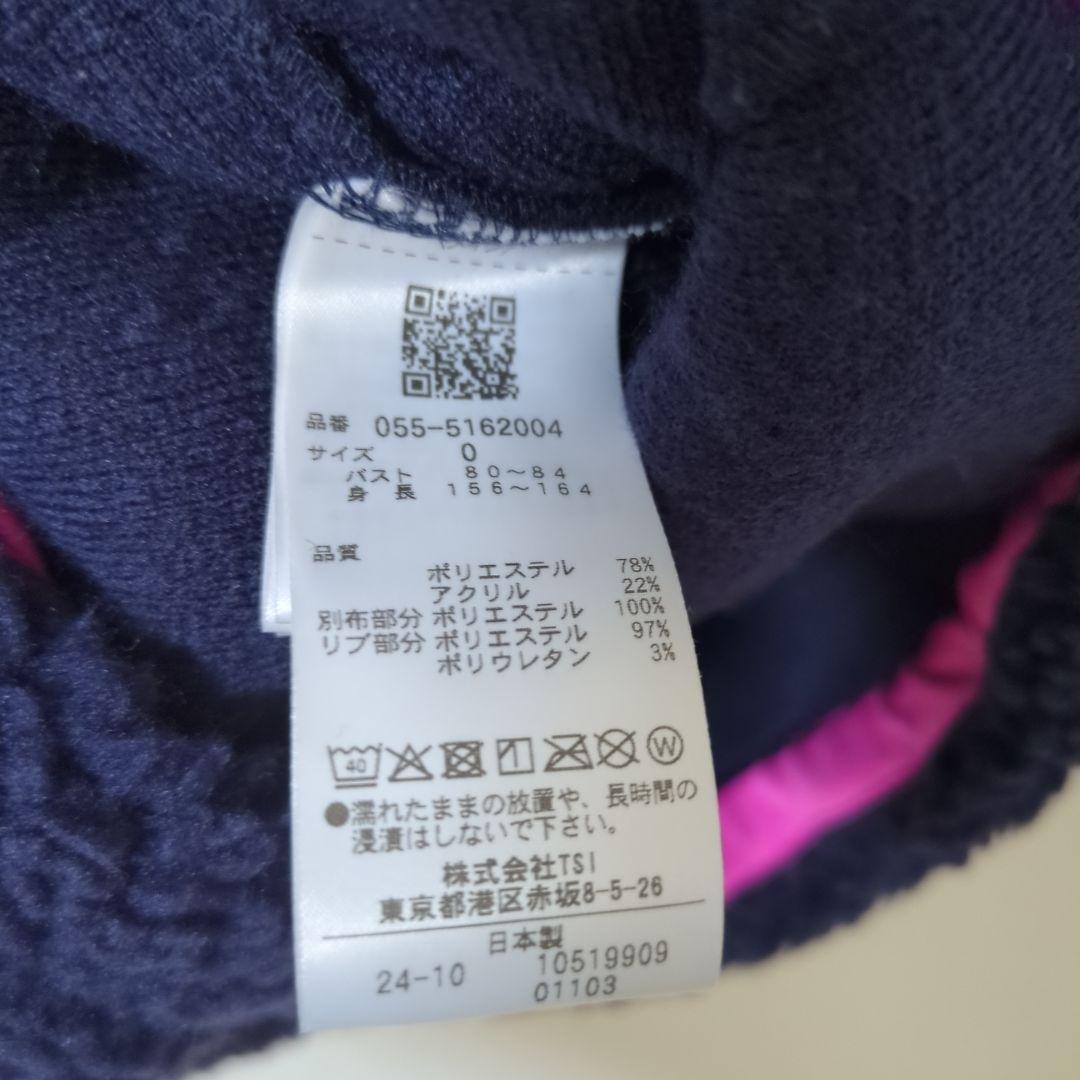 品番 055-5162004
サイズ 0
バスト 80～84
身長 156～164
品質
ポリエステル 78%
アクリル 22%
別布部分 ポリエステル 100%
リブ部分 ポリエステル 97%
ポリウレタン 3%
40 W
●濡れたままの放置や、長時間の
浸漬はしないで下さい。
株式会社TSI
東京都港区赤坂8-5-26
日本製
24-10 10519909
01103